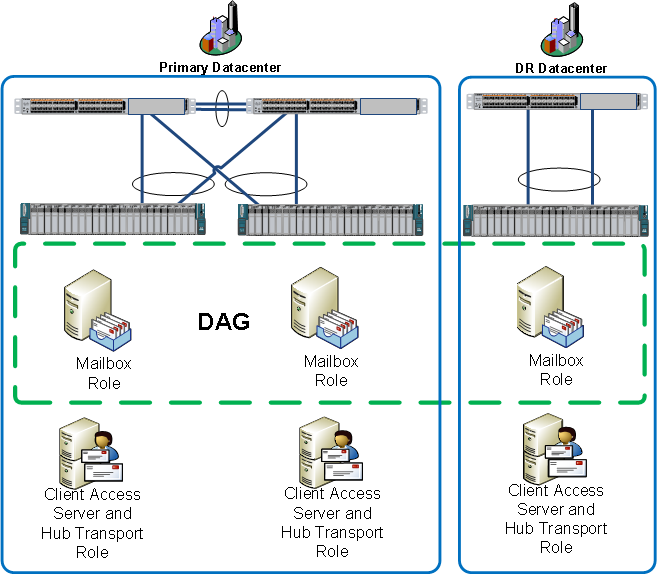 Primary Datacenter
DR Datacenter
DAG
Mailbox
Role
Mailbox
Role
Mailbox
Role
Client Access
Server and
Hub Transport
Role
Client Access
Server and
Hub Transport
Role
Client Access
Server and
Hub Transport
Role